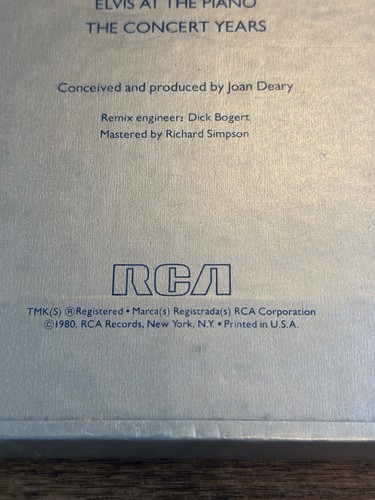 ELVIS AT THE PIANO
THE CONCERT YEARS
Conceived and produced by Joan Deary
Remix engineer: Dick Bogert
Mastered by Richard Simpson
RCA
TMK(S) ® Registered • Marca(s) Registrada(s) RCA Corporation
©1980, RCA Records, New York, N.Y. • Printed in U.S.A.